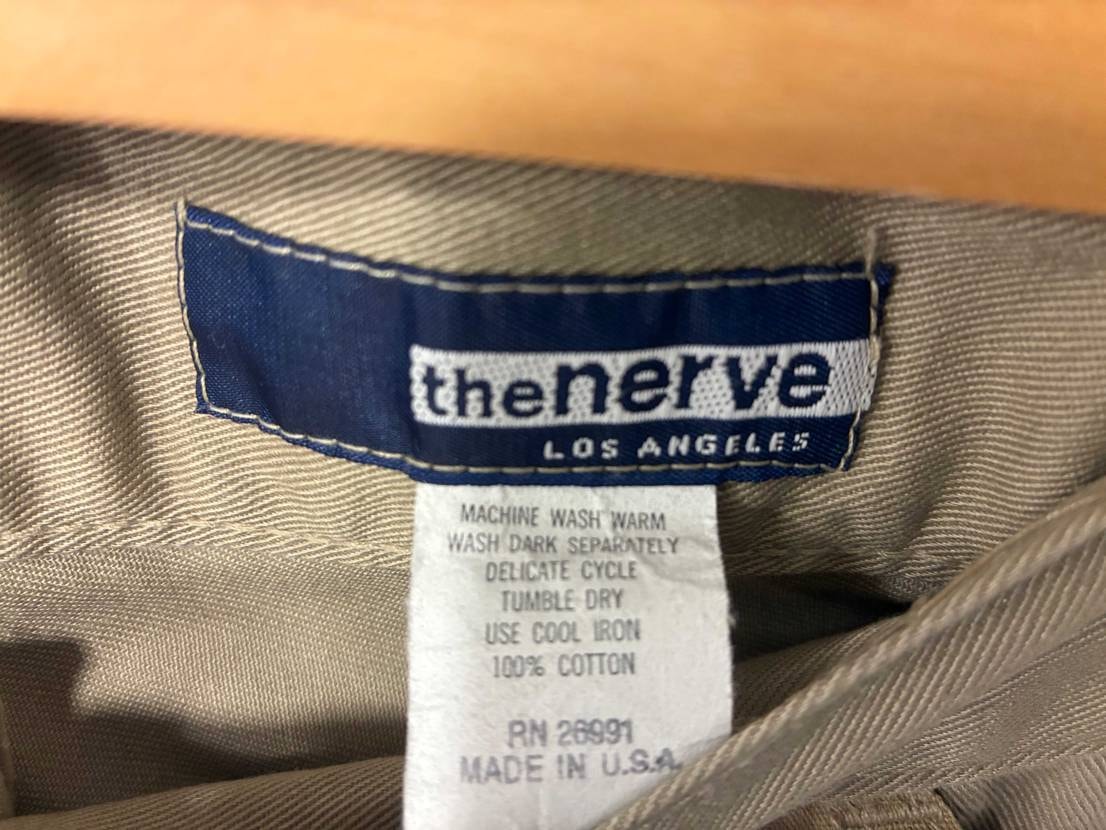 thenerve
LOS ANGELES
MACHINE WASH WARM
WASH DARK SEPARATELY
DELICATE CYCLE
TUMBLE DRY
USE COOL IRON
100% COTTON
RN 26991
MADE IN U.S.A.